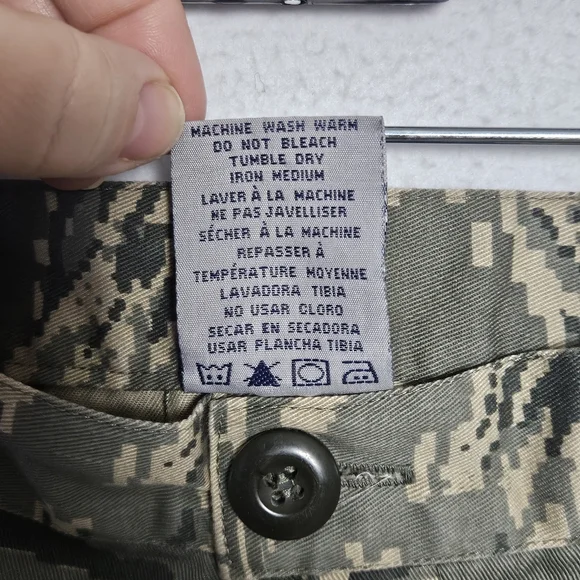 MACHINE WASH WARM
DO NOT BLEACH
TUMBLE DRY
IRON MEDIUM
LAVER À LA MACHINE
NE PAS JAVELLISER
SÉCHER À LA MACHINE
REPASSER À
TEMPÉRATURE MOYENNE
LAVADORA TIBIA
NO USAR CLORO
SECAR EN SECADORA
USAR PLANCHA TIBIA